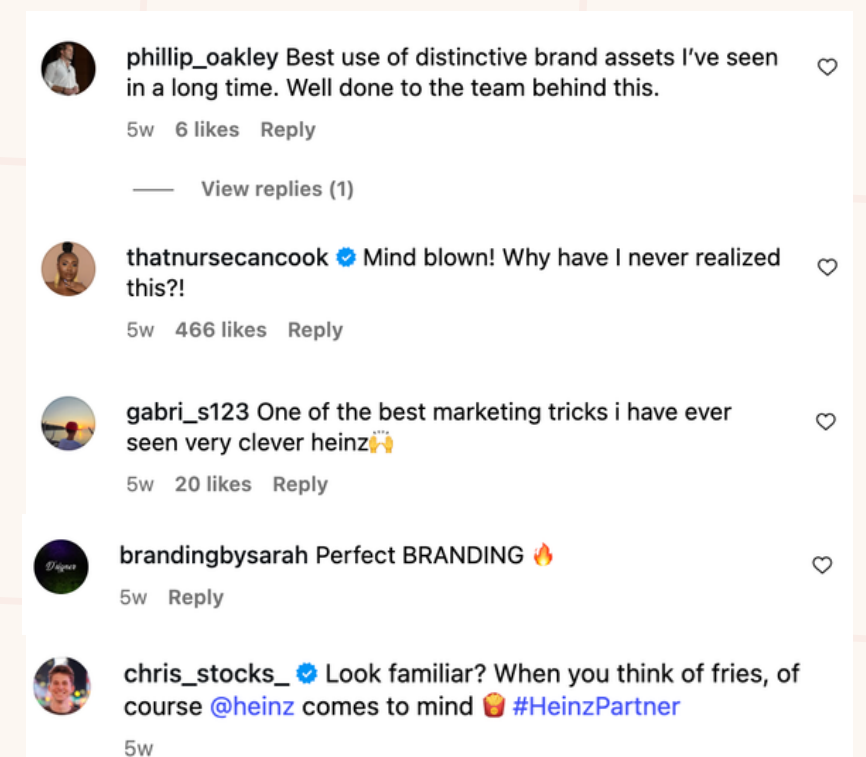 phillip_oakley Best use of distinctive brand assets I've seen
in a long time. Well done to the team behind this.
5w 6 likes Reply
View replies (1)
thatnursecancook Mind blown! Why have I never realized
this?!
5w 466 likes Reply
gabri_s123 One of the best marketing tricks i have ever
seen very clever heinz🙌
5w 20 likes Reply
D'signer
brandingbysarah Perfect BRANDING 🔥
5w Reply
chris_stocks_ Look familiar? When you think of fries, of
course @heinz comes to mind 🍟 #HeinzPartner
5w